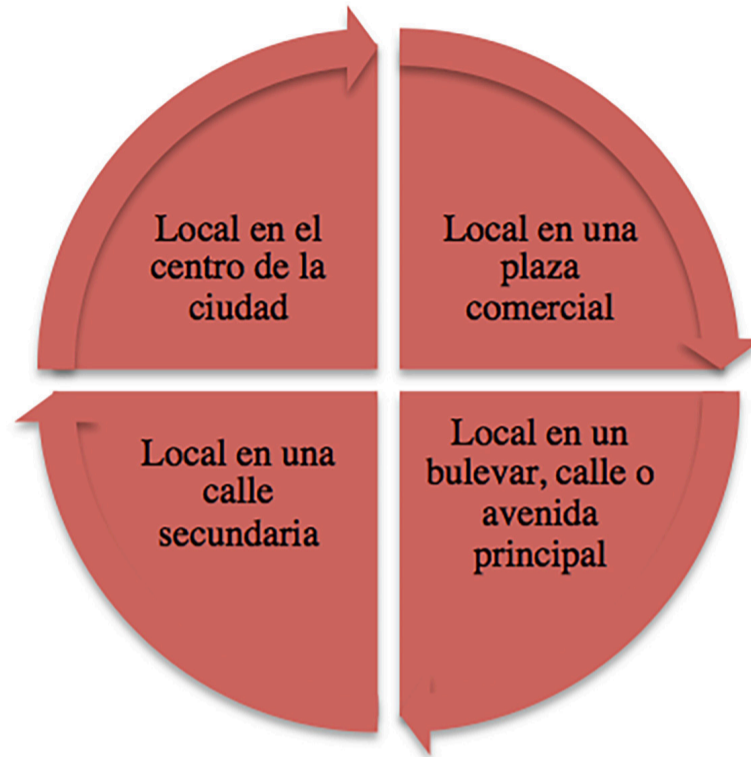 Local en el
centro de la
ciudad
Local en una
plaza
comercial
Local en una
calle
secundaria
Local en un
bulevar, calle o
avenida
principal